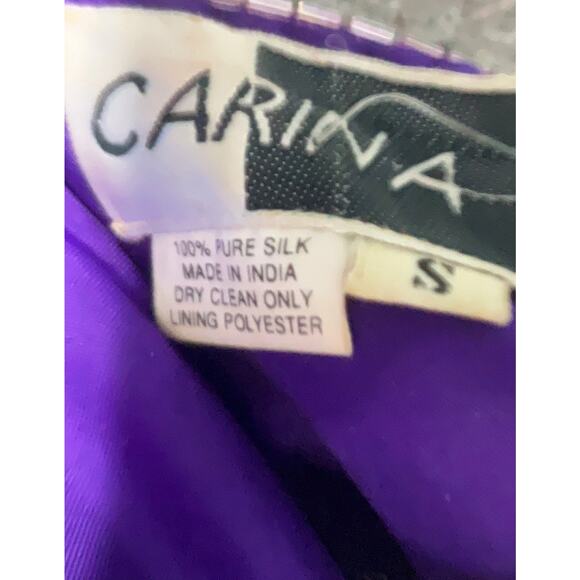 CARINA
100% PURE SILK
MADE IN INDIA
DRY CLEAN ONLY
LINING POLYESTER
S